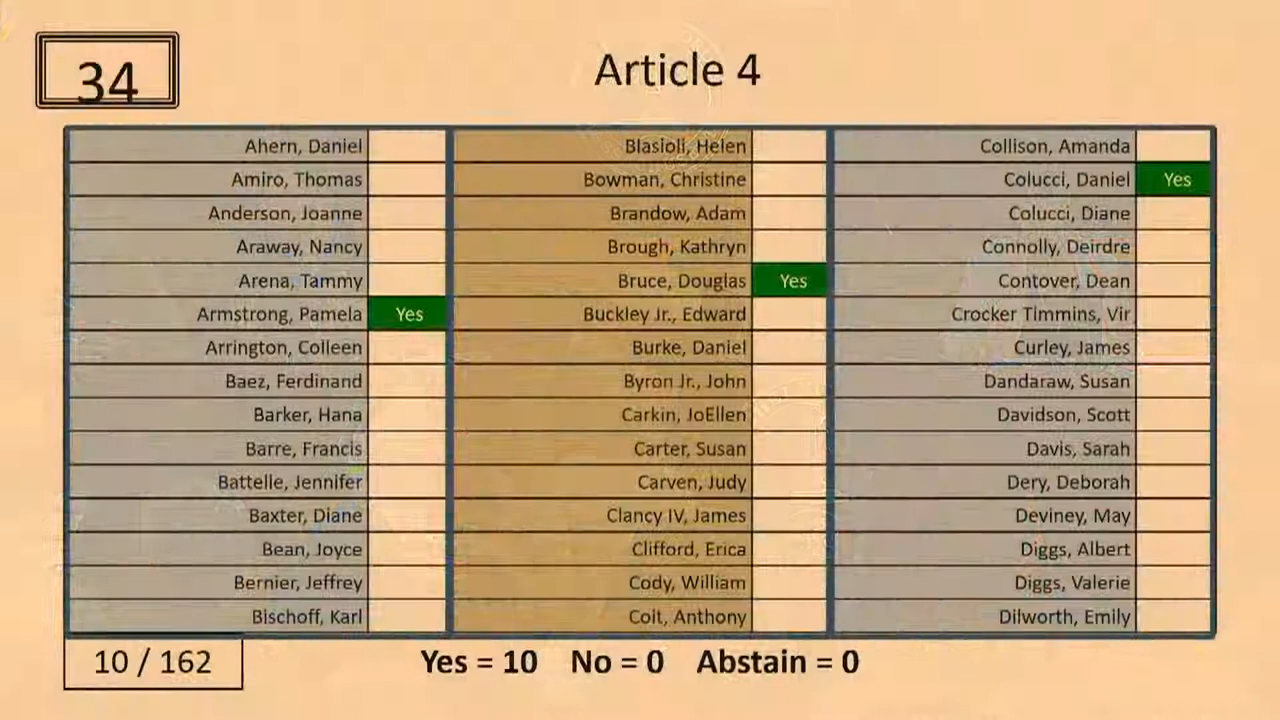 34
Article 4
Ahern, Daniel
Amiro, Thomas
Anderson, Joanne
Araway, Nancy
Arena, Tammy
Armstrong, Pamela Yes
Arrington, Colleen
Baez, Ferdinand
Barker, Hana
Barre, Francis
Battelle, Jennifer
Baxter, Diane
Bean, Joyce
Bernier, Jeffrey
Bischoff, Karl
Blasioli, Helen
Bowman, Christine
Brandow, Adam
Brough, Kathryn
Bruce, Douglas Yes
Buckley Jr., Edward
Burke, Daniel
Byron Jr., John
Carkin, JoEllen
Carter, Susan
Carven, Judy
Clancy IV, James
Clifford, Erica
Cody, William
Coit, Anthony
Collison, Amanda
Colucci, Daniel Yes
Colucci, Diane
Connolly, Deirdre
Contover, Dean
Crocker Timmins, Vir
Curley, James
Dandaraw, Susan
Davidson, Scott
Davis, Sarah
Dery, Deborah
Deviney, May
Diggs, Albert
Diggs, Valerie
Dilworth, Emily
10 / 162
Yes = 10 No = 0 Abstain = 0